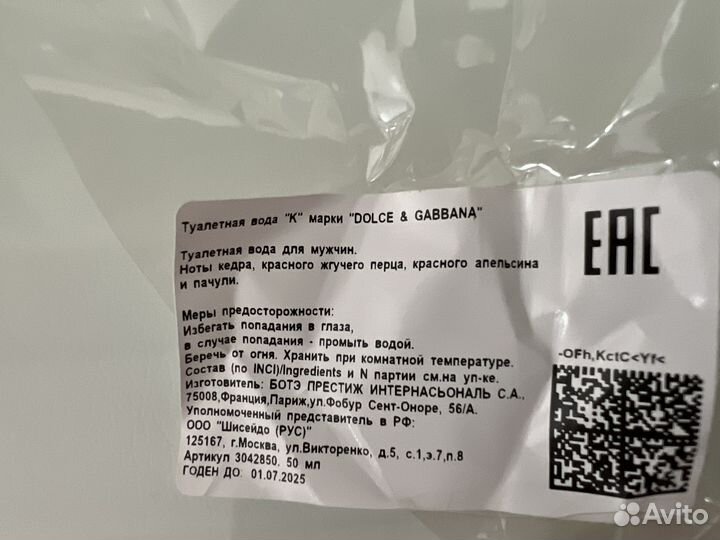 Туалетная вода "K" марки "DOLCE & GABBANA"
Туалетная вода для мужчин.
Ноты кедра, красного жгучего перца, красного апельсина
и пачули.
Меры предосторожности:
Избегать попадания в глаза,
в случае попадания - промыть водой.
Беречь от огня. Хранить при комнатной температуре.
Состав (по INCI)/Ingredients и N партии см.на уп-ке.
Изготовитель: БОТЭ ПРЕСТИЖ ИНТЕРНАСЬОНАЛЬ С.А.,
75008,Франция,Париж,ул.Фобур Сент-Оноре, 56/А.
Уполномоченный представитель в РФ:
ООО "Шисейдо (РУС)"
125167, г.Москва, ул.Викторенко, д.5, с.1,э.7,п.8
Артикул 3042850. 50 мл
ГОДЕН ДО: 01.07.2025
EAC
-OFh,KctC<Yf<
Avito